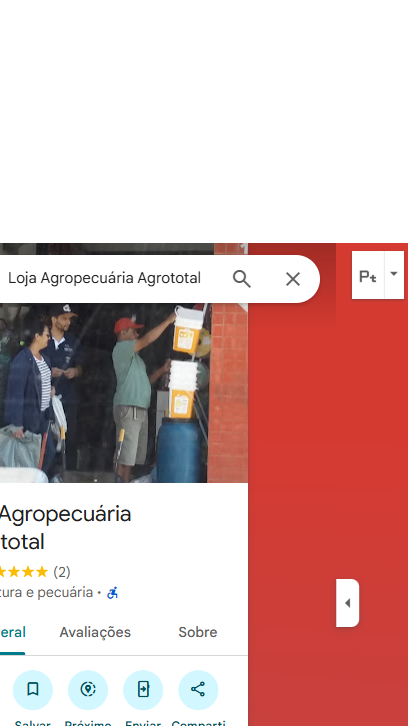 Loja Agropecuária Agrototal
Pt
Agropecuária
total
(2)
tura e pecuária ·
eral
Avaliações
Sobre
Salvar
Próximo
Enviar
Comparti